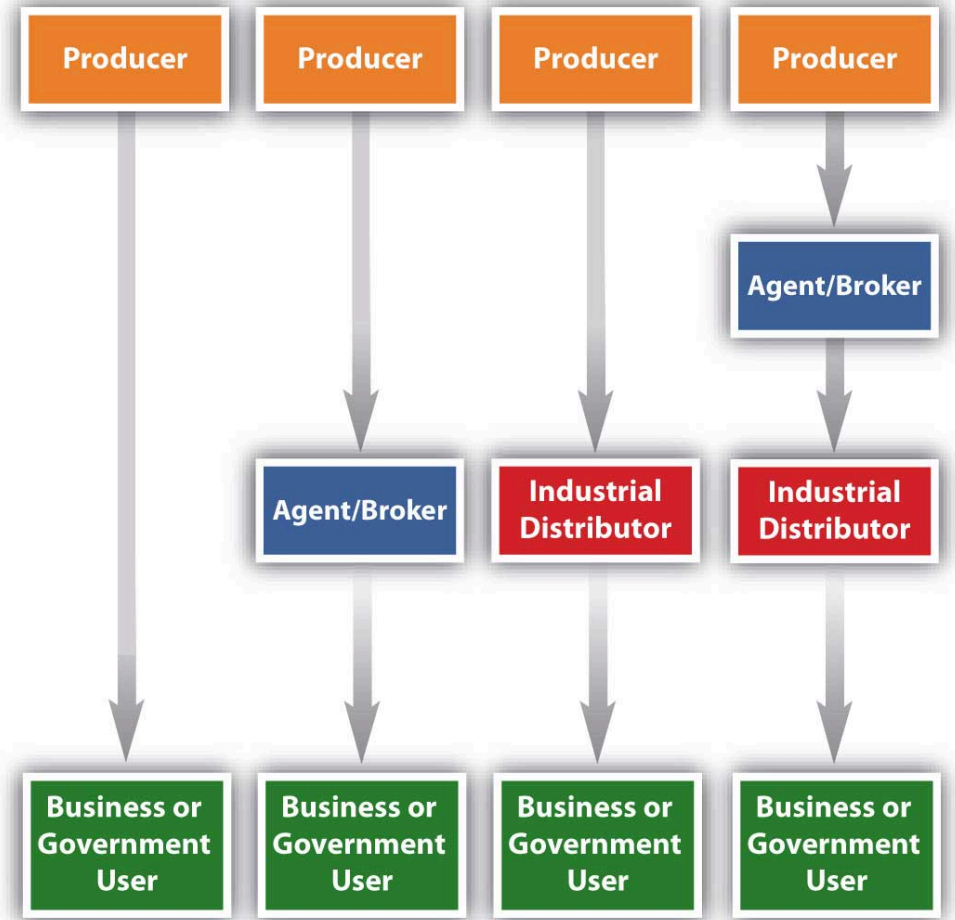 Producer
Producer
Producer
Producer
Agent/Broker
Agent/Broker
Industrial
Distributor
Industrial
Distributor
Business or
Government
User
Business or
Government
User
Business or
Government
User
Business or
Government
User